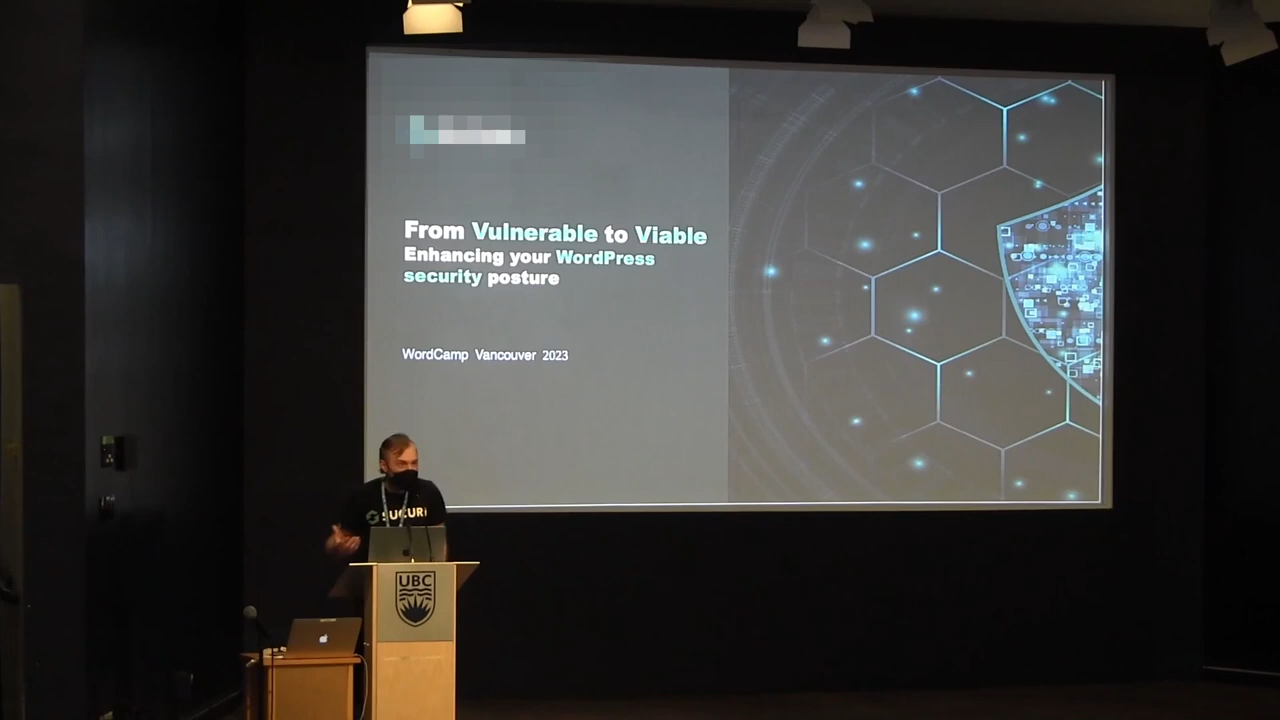 From Vulnerable to Viable
Enhancing your WordPress
security posture
WordCamp Vancouver 2023
SUCURI
UBC